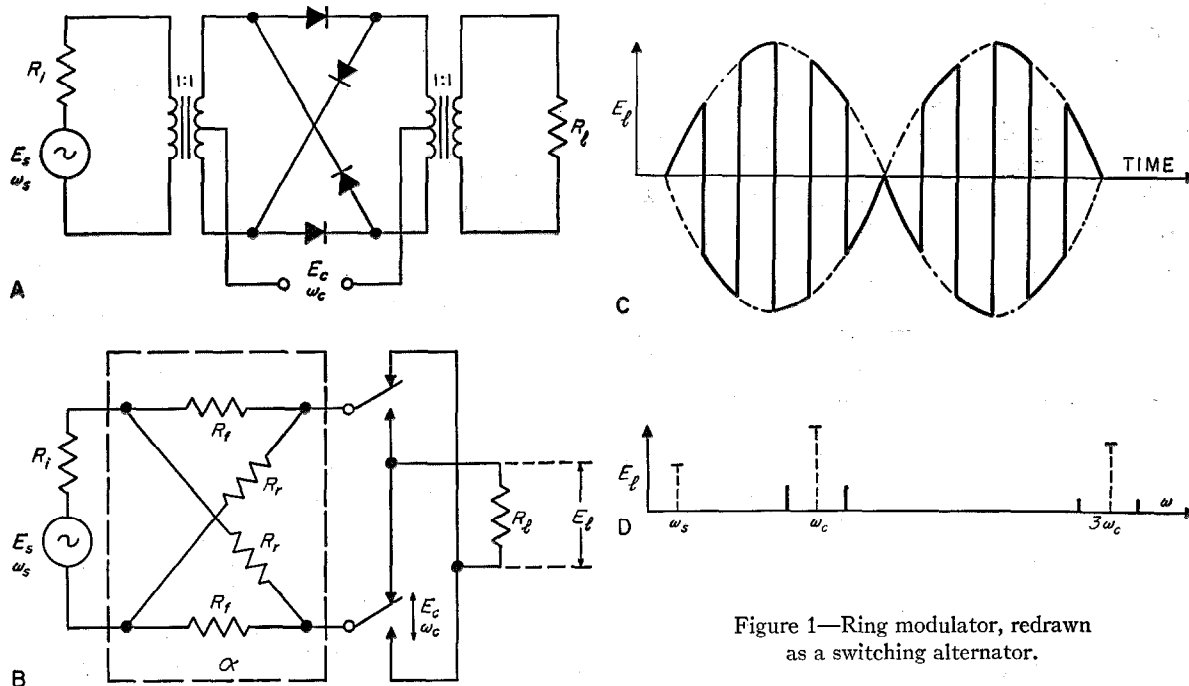 R_i
E_s
ω_s
1:1
1:1
R_ℓ
E_c
ω_c
A
E_ℓ
TIME
C
R_i
E_s
ω_s
R_f
R_r
R_r
R_f
α
R_ℓ
E_ℓ
E_c
ω_c
B
E_ℓ
ω_s
ω_c
3ω_c
ω
D
Figure 1—Ring modulator, redrawn
as a switching alternator.